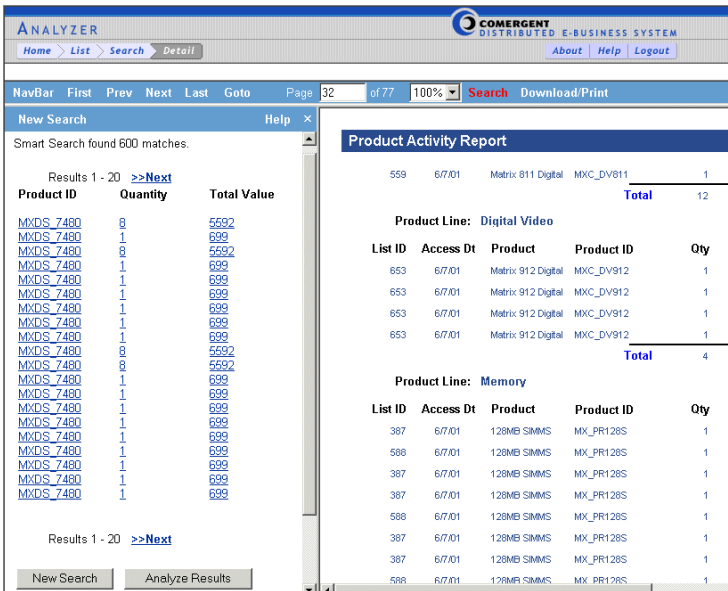 ANALYZER
COMERGENT
DISTRIBUTED E-BUSINESS SYSTEM
Home List Search Detail
About Help Logout
NavBar First Prev Next Last Goto Page 32 of 77 100% Search Download/Print
New Search Help ×
Smart Search found 600 matches.
Results 1 - 20 >>Next
Product ID Quantity Total Value
MXDS_7480 8 5592
MXDS_7480 1 699
MXDS_7480 8 5592
MXDS_7480 1 699
MXDS_7480 1 699
MXDS_7480 1 699
MXDS_7480 1 699
MXDS_7480 1 699
MXDS_7480 1 699
MXDS_7480 8 5592
MXDS_7480 8 5592
MXDS_7480 1 699
MXDS_7480 1 699
MXDS_7480 1 699
MXDS_7480 1 699
MXDS_7480 1 699
MXDS_7480 1 699
MXDS_7480 1 699
MXDS_7480 1 699
MXDS_7480 1 699
Results 1 - 20 >>Next
New Search Analyze Results
Product Activity Report
559 6/7/01 Matrix 811 Digital MXC_DV811 1
Total 12
Product Line: Digital Video
List ID Access Dt Product Product ID Qty
653 6/7/01 Matrix 912 Digital MXC_DV912 1
653 6/7/01 Matrix 912 Digital MXC_DV912 1
653 6/7/01 Matrix 912 Digital MXC_DV912 1
653 6/7/01 Matrix 912 Digital MXC_DV912 1
Total 4
Product Line: Memory
List ID Access Dt Product Product ID Qty
387 6/7/01 128MB SIMMS MX_PR128S 1
588 6/7/01 128MB SIMMS MX_PR128S 1
387 6/7/01 128MB SIMMS MX_PR128S 1
387 6/7/01 128MB SIMMS MX_PR128S 1
588 6/7/01 128MB SIMMS MX_PR128S 1
387 6/7/01 128MB SIMMS MX_PR128S 1
387 6/7/01 128MB SIMMS MX_PR128S 1
588 6/7/01 128MB SIMMS MX_PR128S 1